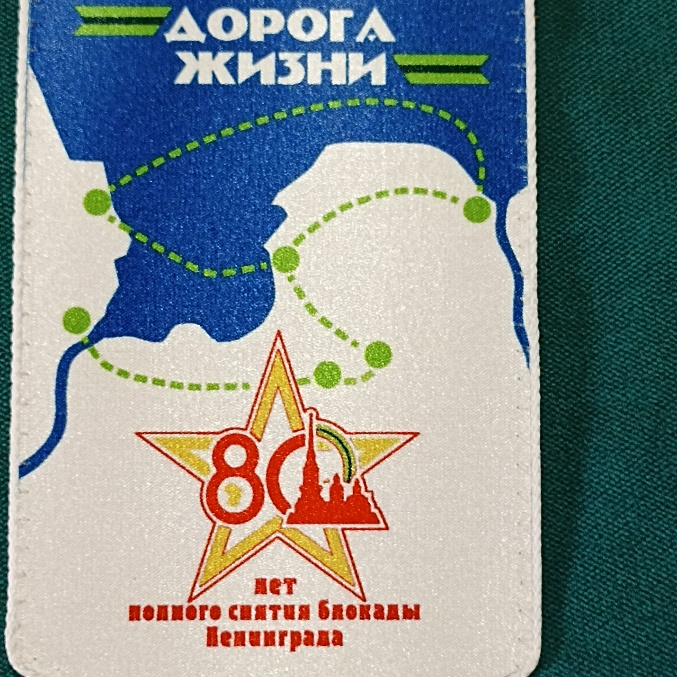 ДОРОГА
ЖИЗНИ
80
лет
полного снятия блокады
Ленинграда